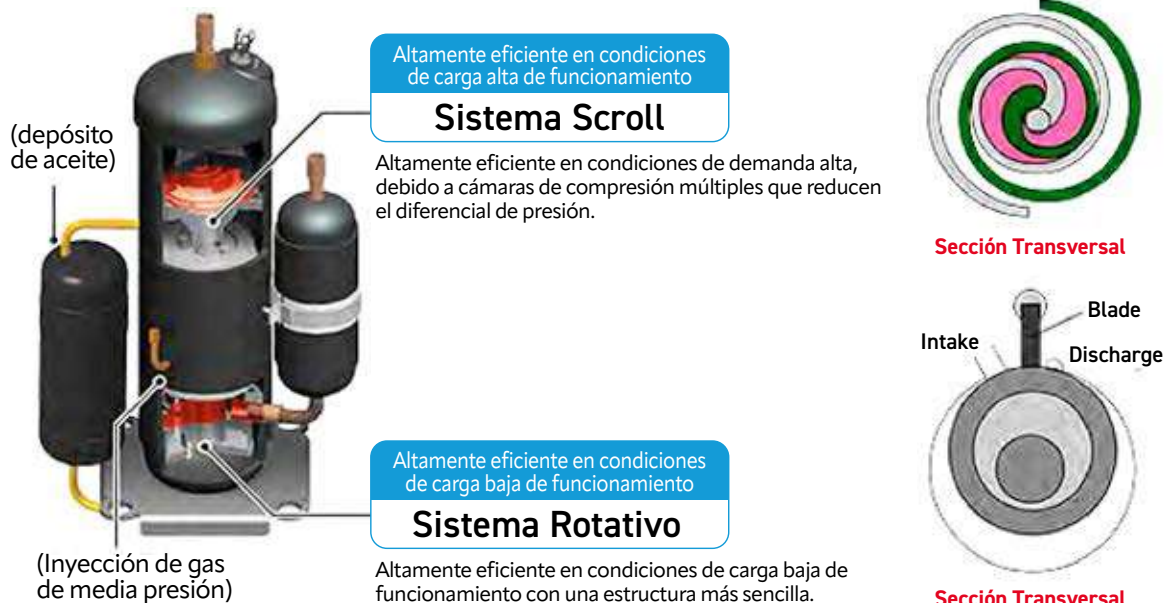 Altamente eficiente en condiciones
de carga alta de funcionamiento
Sistema Scroll
(depósito
de aceite)
Altamente eficiente en condiciones de demanda alta,
debido a cámaras de compresión múltiples que reducen
el diferencial de presión.
Sección Transversal
Blade
Intake
Discharge
Altamente eficiente en condiciones
de carga baja de funcionamiento
Sistema Rotativo
(Inyección de gas
de media presión)
Altamente eficiente en condiciones de carga baja de
funcionamiento con una estructura más sencilla.
Sección Transversal